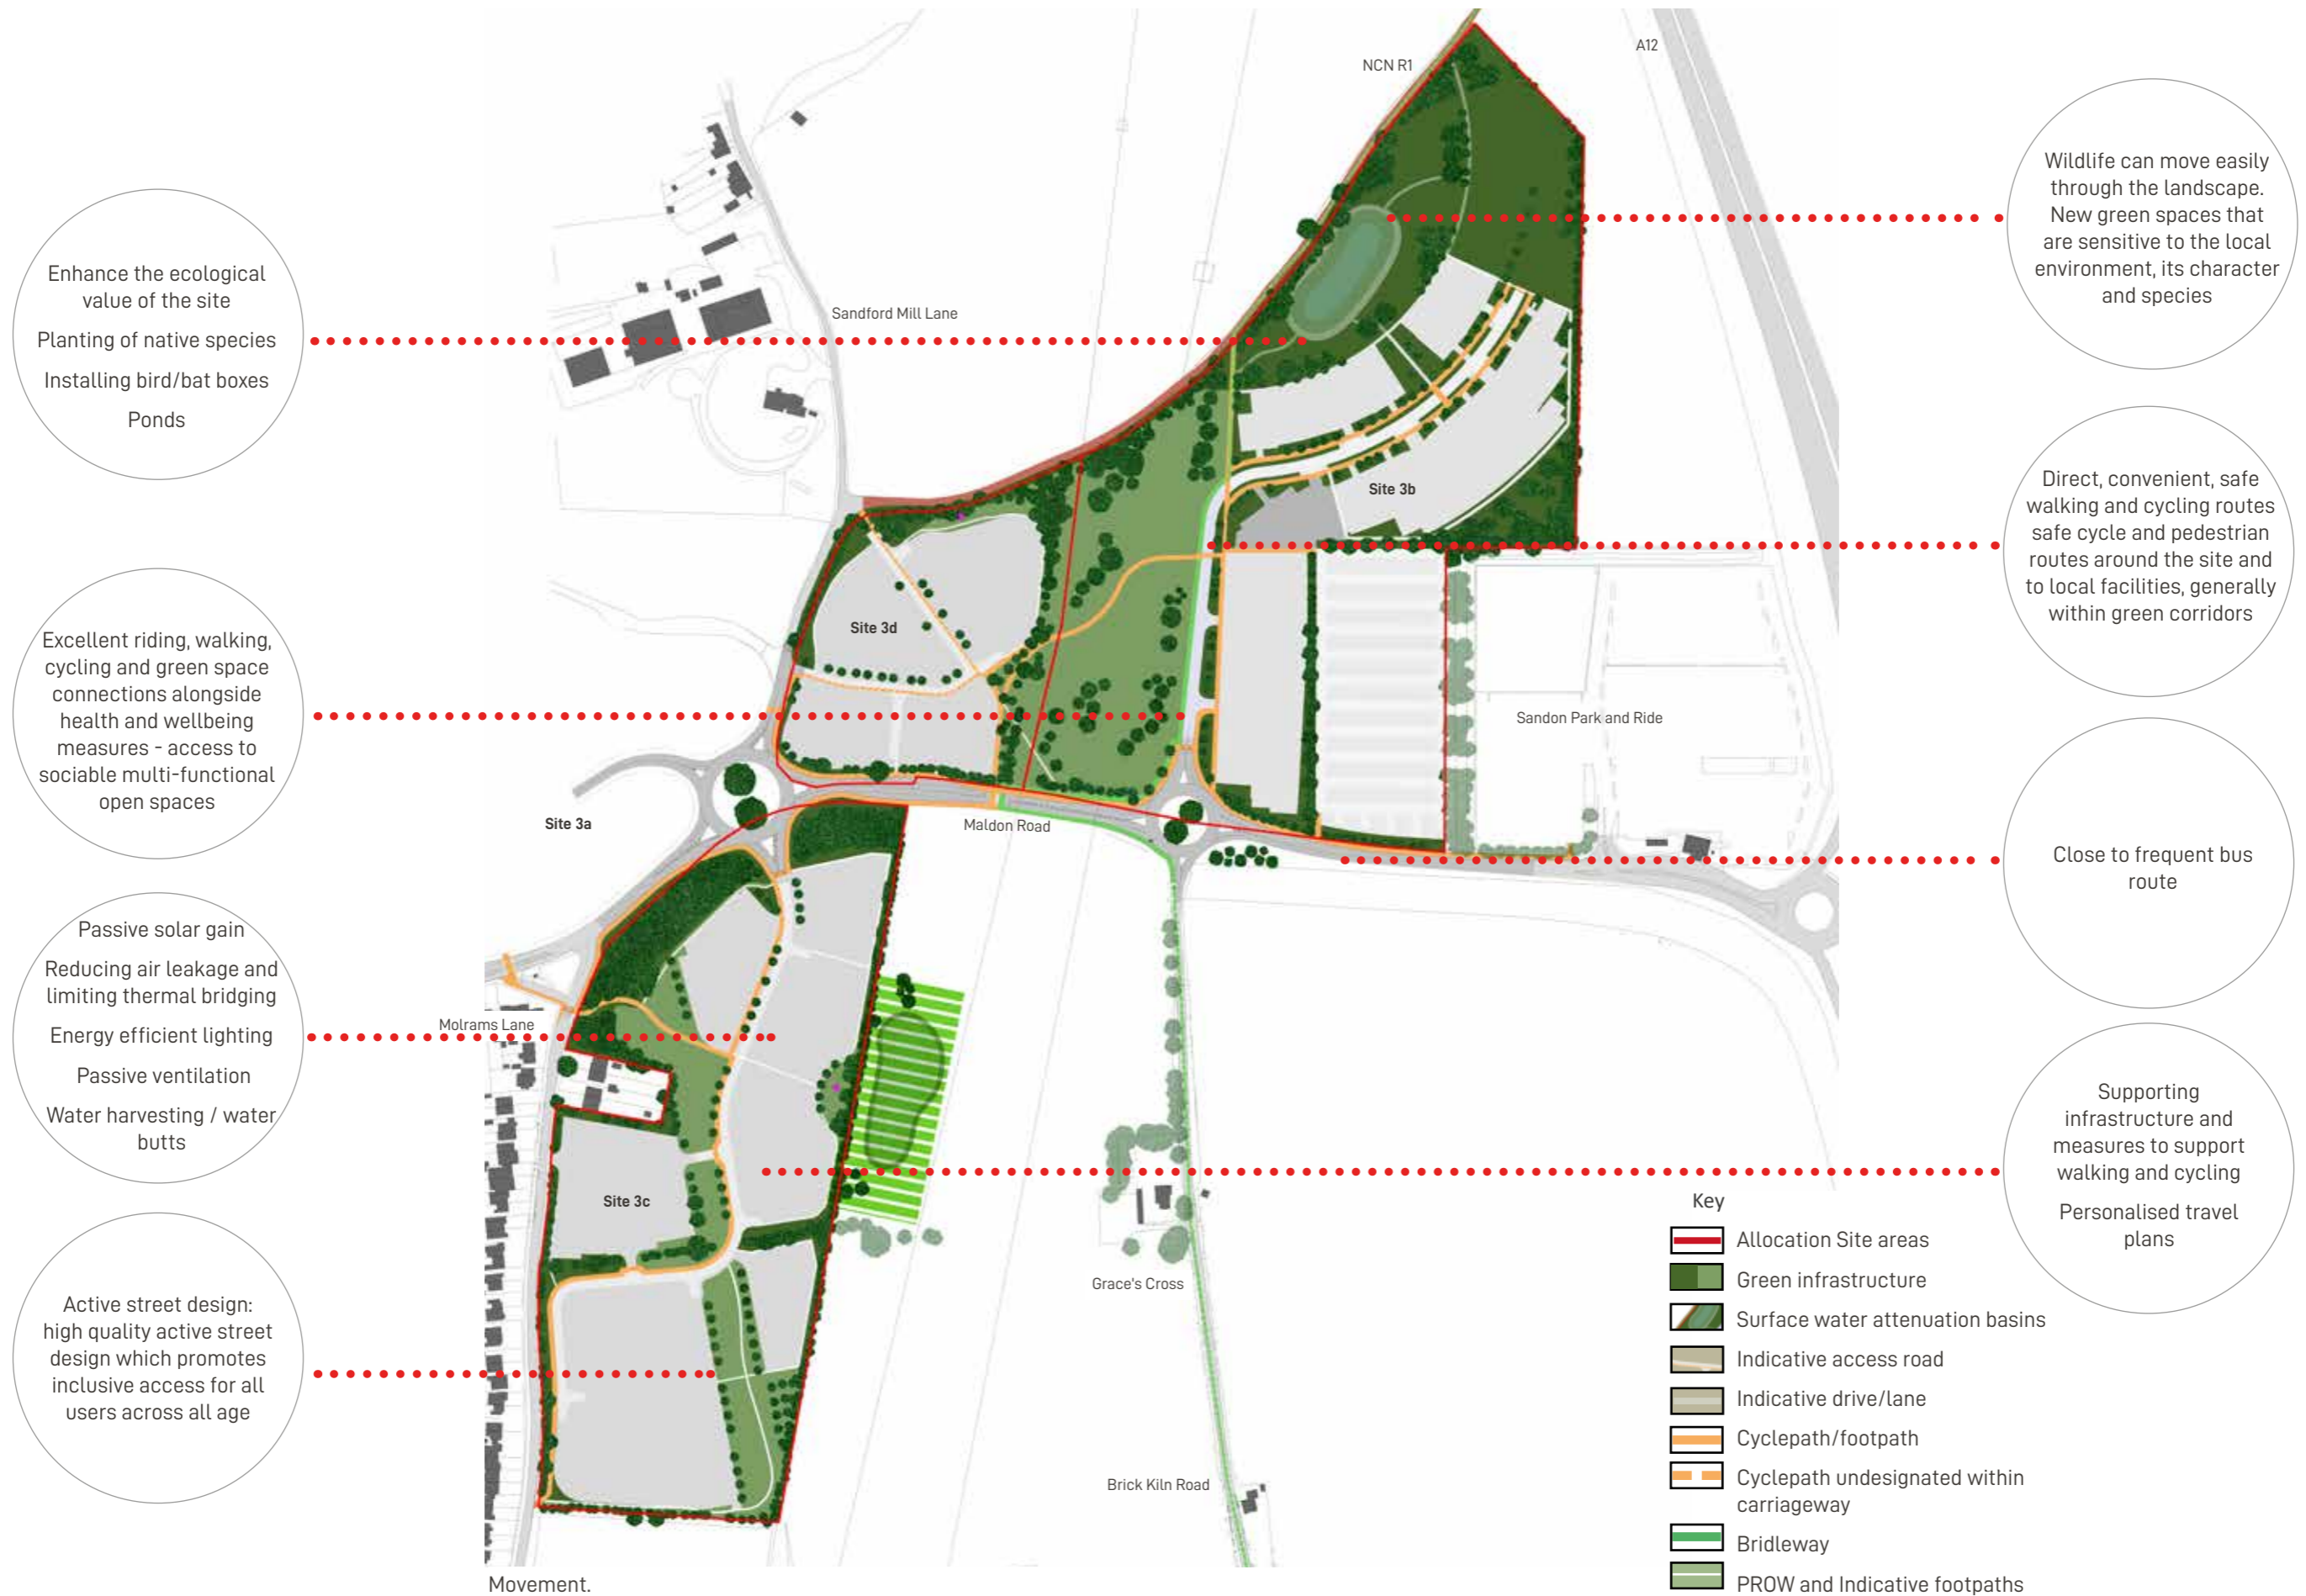 Enhance the ecological
value of the site
Planting of native species
Installing bird/bat boxes
Ponds
Excellent riding, walking,
cycling and green space
connections alongside
health and wellbeing
measures - access to
sociable multi-functional
open spaces
Passive solar gain
Reducing air leakage and
limiting thermal bridging
Energy efficient lighting
Passive ventilation
Water harvesting / water
butts
Active street design:
high quality active street
design which promotes
inclusive access for all
users across all age
A12
NCN R1
Sandford Mill Lane
Site 3b
Site 3d
Sandon Park and Ride
Site 3a
Maldon Road
Molrams Lane
Site 3c
Grace's Cross
Brick Kiln Road
Wildlife can move easily
through the landscape.
New green spaces that
are sensitive to the local
environment, its character
and species
Direct, convenient, safe
walking and cycling routes
safe cycle and pedestrian
routes around the site and
to local facilities, generally
within green corridors
Close to frequent bus
route
Supporting
infrastructure and
measures to support
walking and cycling
Personalised travel
plans
Key
Allocation Site areas
Green infrastructure
Surface water attenuation basins
Indicative access road
Indicative drive/lane
Cyclepath/footpath
Cyclepath undesignated within
carriageway
Bridleway
PROW and Indicative footpaths
Movement.